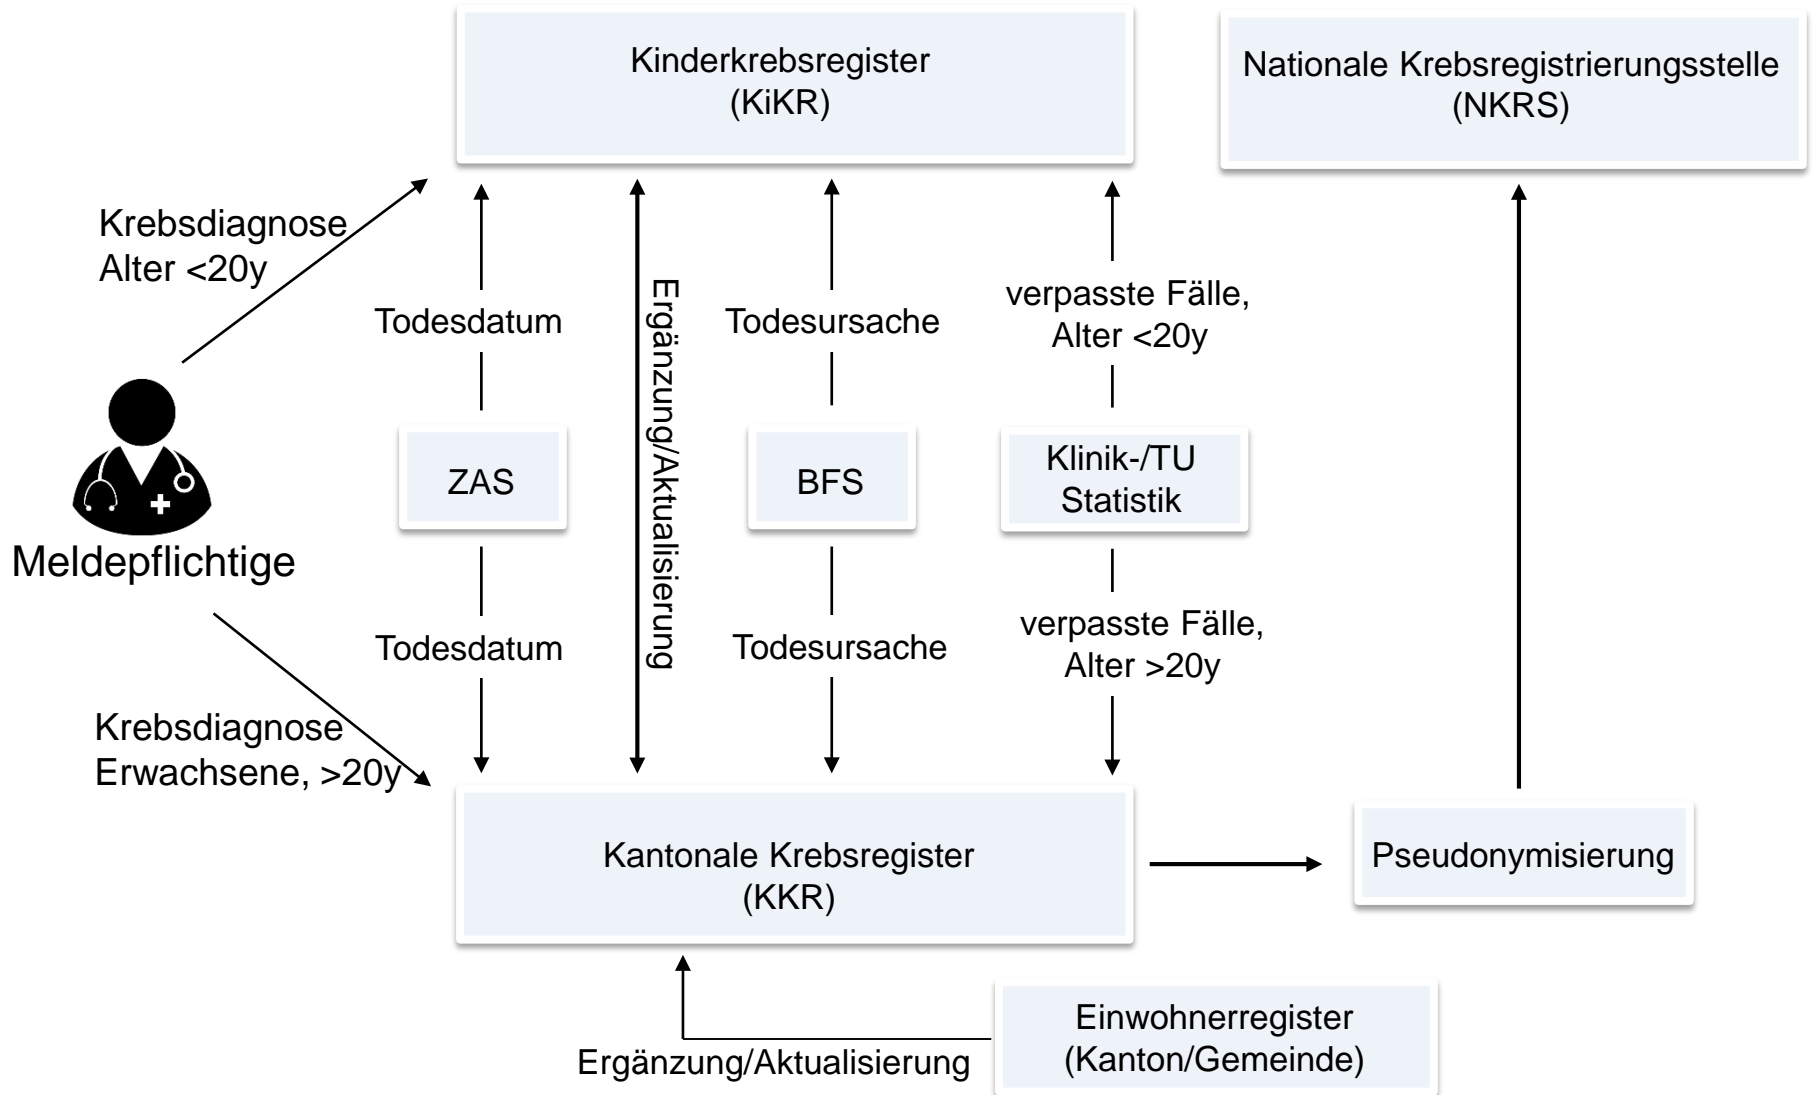 Kinderkrebsregister
(KiKR)
Nationale Krebsregistrierungsstelle
(NKRS)
Krebsdiagnose
Alter <20y
Todesdatum
Ergänzung/Aktualisierung
Todesursache
verpasste Fälle,
Alter <20y
Meldepflichtige
ZAS
BFS
Klinik-/TU
Statistik
Todesdatum
Todesursache
verpasste Fälle,
Alter >20y
Krebsdiagnose
Erwachsene, >20y
Kantonale Krebsregister
(KKR)
Pseudonymisierung
Ergänzung/Aktualisierung
Einwohnerregister
(Kanton/Gemeinde)